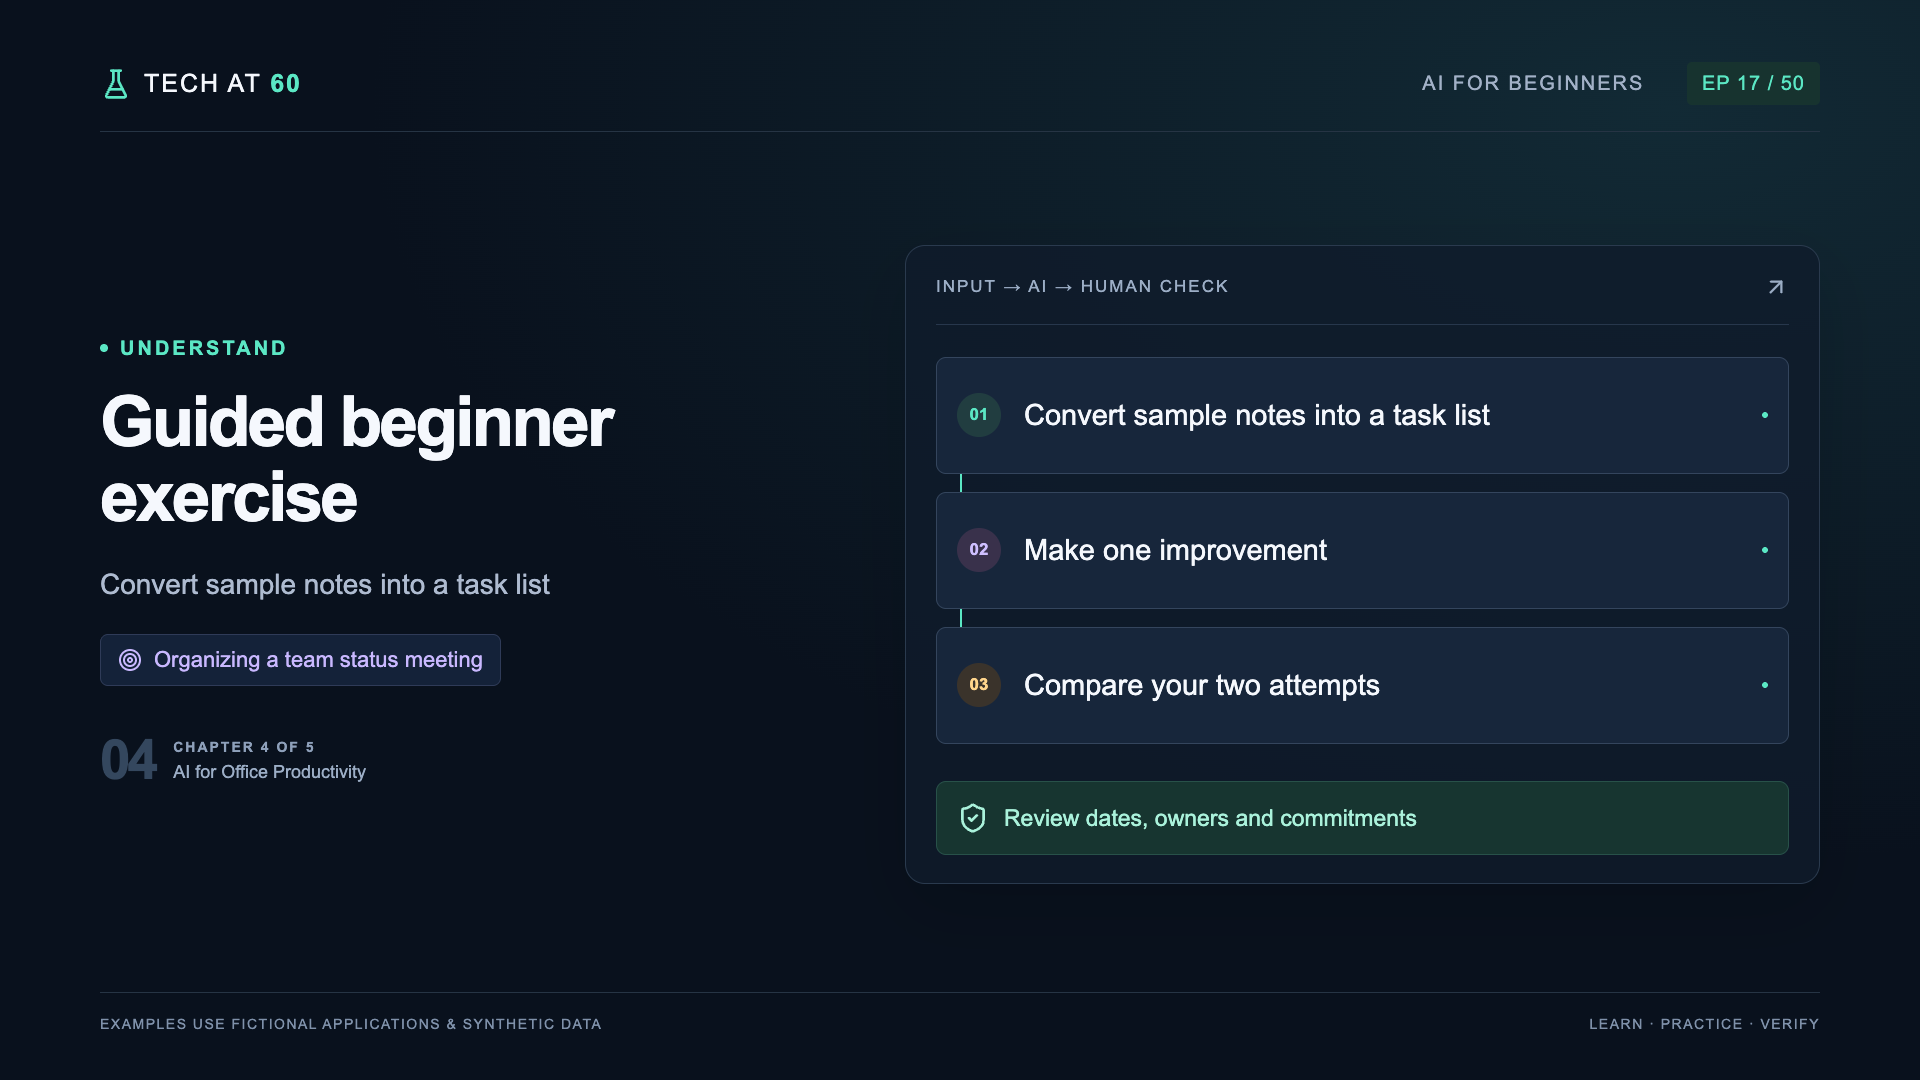 TECH AT 60
AI FOR BEGINNERS
EP 17 / 50
UNDERSTAND
Guided beginner
exercise
Convert sample notes into a task list
Organizing a team status meeting
04
CHAPTER 4 OF 5
AI for Office Productivity
INPUT → AI → HUMAN CHECK
01
Convert sample notes into a task list
02
Make one improvement
03
Compare your two attempts
Review dates, owners and commitments
EXAMPLES USE FICTIONAL APPLICATIONS & SYNTHETIC DATA
LEARN · PRACTICE · VERIFY